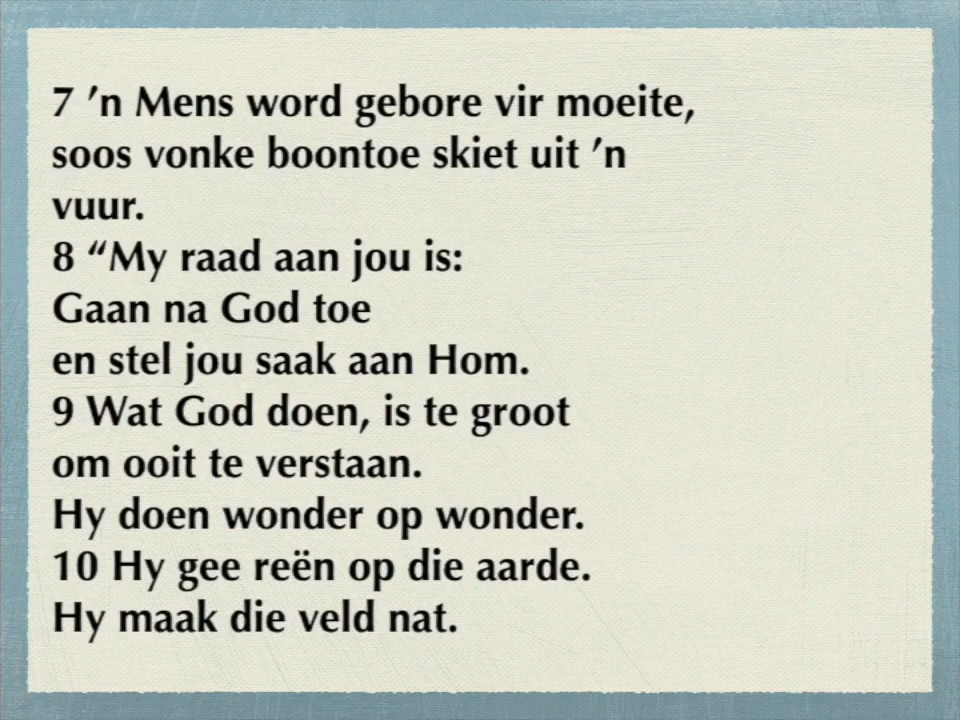 7 ’n Mens word gebore vir moeite,
soos vonke boontoe skiet uit ’n
vuur.
8 “My raad aan jou is:
Gaan na God toe
en stel jou saak aan Hom.
9 Wat God doen, is te groot
om ooit te verstaan.
Hy doen wonder op wonder.
10 Hy gee reën op die aarde.
Hy maak die veld nat.